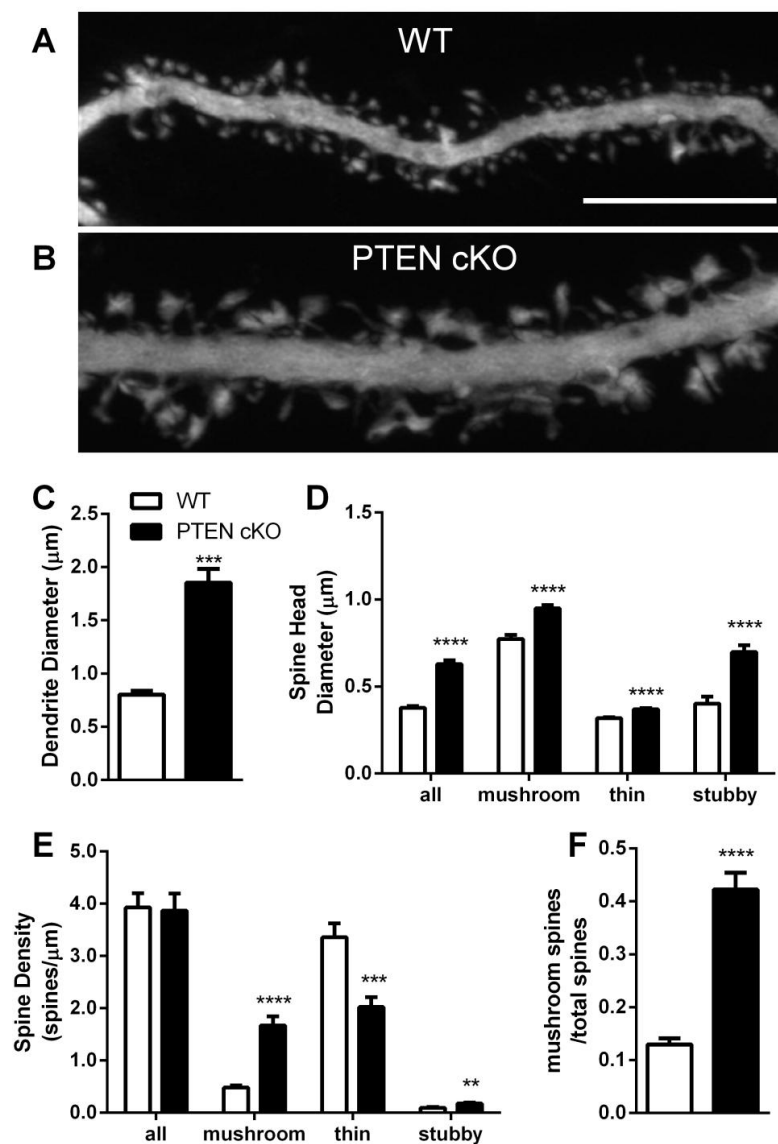 A
WT
B
PTEN cKO
C
WT
PTEN cKO
Dendrite Diameter (μm)
2.5
2.0
1.5
1.0
0.5
0.0
***
D
Spine Head
Diameter (μm)
1.5
1.0
0.5
0.0
****
****
****
****
all mushroom thin stubby
E
Spine Density
(spines/μm)
5.0
4.0
3.0
2.0
1.0
0.0
****
***
**
all mushroom thin stubby
F
mushroom spines
/total spines
0.5
0.4
0.3
0.2
0.1
0.0
****